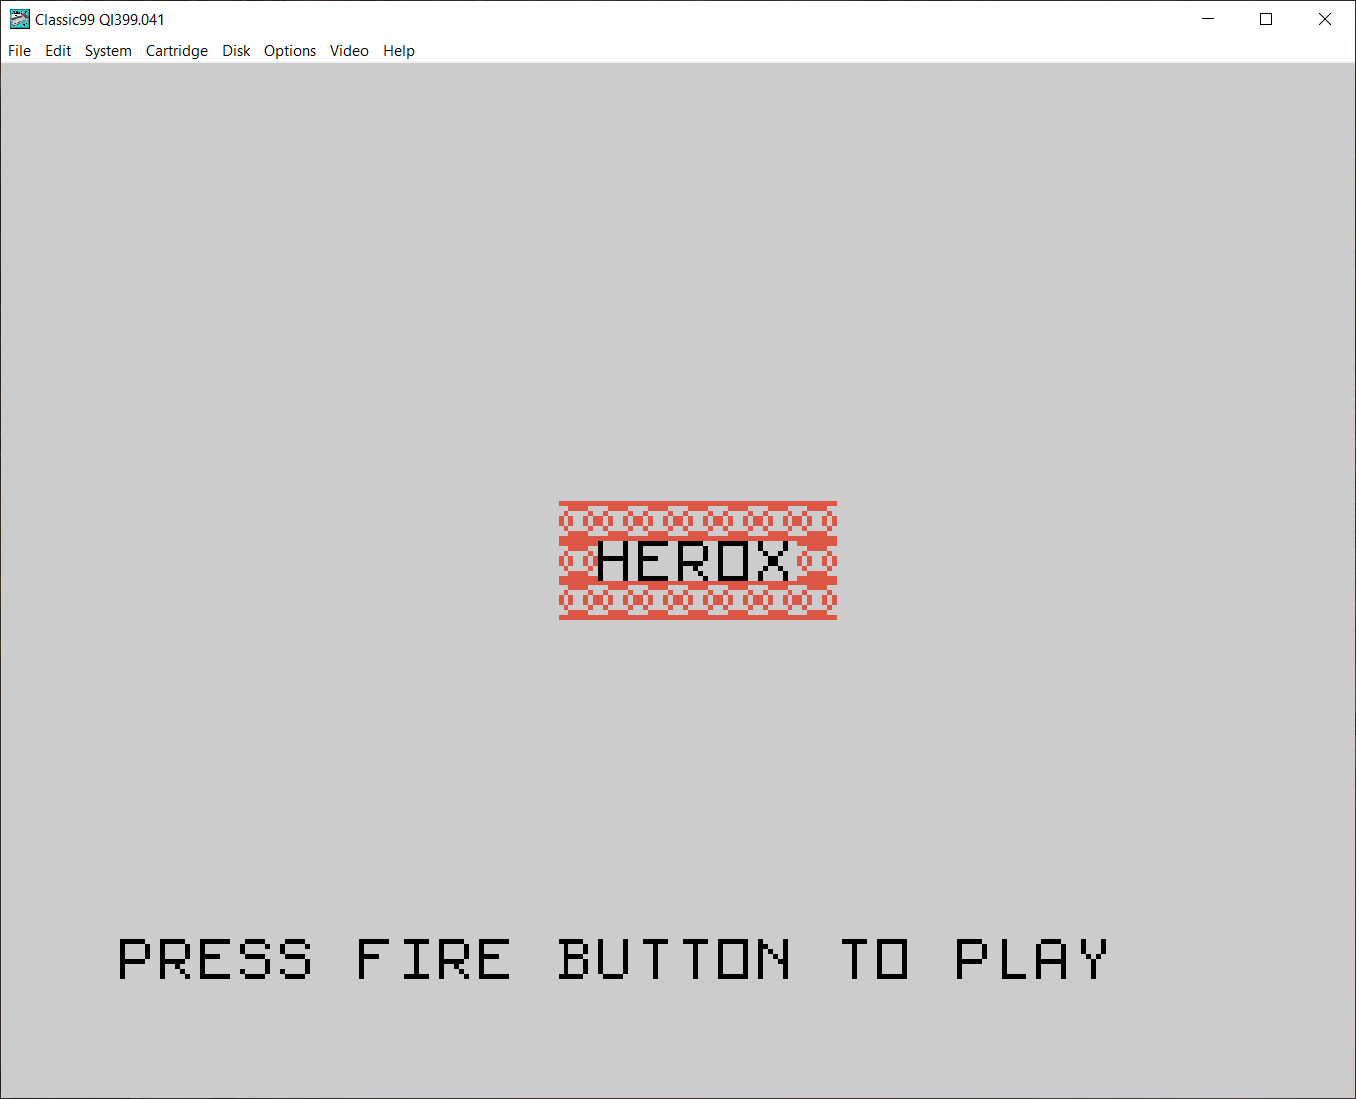 Classic99 QI399.041
File Edit System Cartridge Disk Options Video Help
HEROX
PRESS FIRE BUTTON TO PLAY